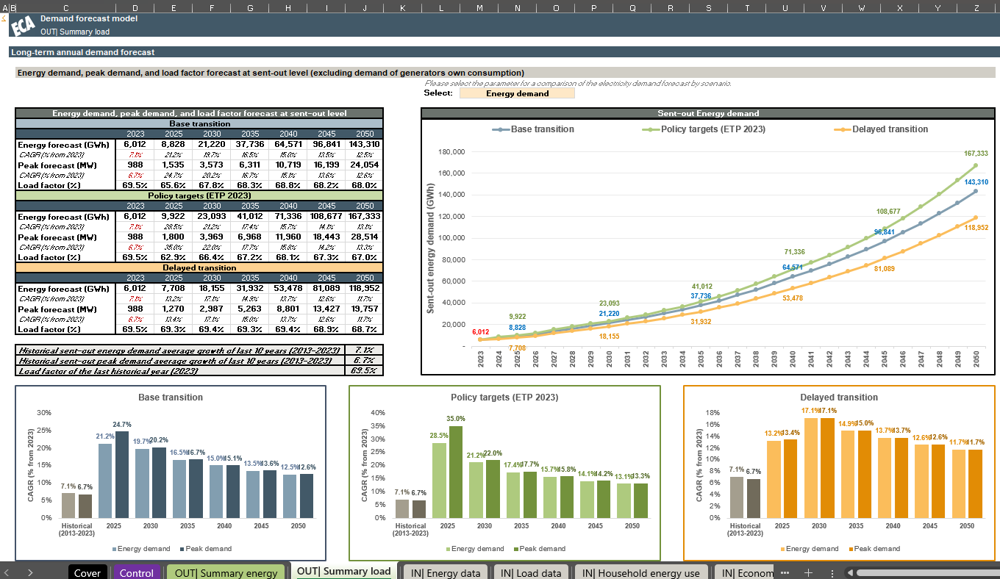 A B C D E F G H I J K L M N O P Q R S T U V W X Y Z
<
ECA
Demand forecast model
OUT| Summary load
Long-term annual demand forecast
Energy demand, peak demand, and load factor forecast at sent-out level (excluding demand of generators own consumption)
Please select the parameter for a comparison of the electricity demand forecast by scenario.
Select: Energy demand
Energy demand, peak demand, and load factor forecast at sent-out level
Base transition
2023 2025 2030 2035 2040 2045 2050
Energy forecast (GWh) 6,012 8,828 21,220 37,736 64,571 96,841 143,310
CAGR (% from 2023) 7.1% 21.2% 19.7% 16.5% 15.0% 13.5% 12.5%
Peak forecast (MW) 988 1,535 3,573 6,311 10,719 16,199 24,054
CAGR (% from 2023) 6.7% 24.7% 20.2% 16.7% 15.1% 13.6% 12.6%
Load factor (%) 69.5% 65.6% 67.8% 68.3% 68.8% 68.2% 68.0%
Policy targets (ETP 2023)
2023 2025 2030 2035 2040 2045 2050
Energy forecast (GWh) 6,012 9,922 23,093 41,012 71,336 108,677 167,333
CAGR (% from 2023) 7.1% 28.5% 21.2% 17.4% 15.7% 14.1% 13.1%
Peak forecast (MW) 988 1,800 3,969 6,968 11,960 18,443 28,514
CAGR (% from 2023) 6.7% 35.0% 22.0% 17.7% 15.8% 14.2% 13.3%
Load factor (%) 69.5% 62.9% 66.4% 67.2% 68.1% 67.3% 67.0%
Delayed transition
2023 2025 2030 2035 2040 2045 2050
Energy forecast (GWh) 6,012 7,708 18,155 31,932 53,478 81,089 118,952
CAGR (% from 2023) 7.1% 13.2% 17.1% 14.9% 13.7% 12.6% 11.7%
Peak forecast (MW) 988 1,270 2,987 5,263 8,801 13,427 19,757
CAGR (% from 2023) 6.7% 13.4% 17.1% 15.0% 13.7% 12.6% 11.7%
Load factor (%) 69.5% 69.3% 69.4% 69.3% 69.4% 68.9% 68.7%
Historical sent-out energy demand average growth of last 10 years (2013-2023) 7.1%
Historical sent-out peak demand average growth of last 10 years (2013-2023) 6.7%
Load factor of the last historical year (2023) 69.5%
Sent-out Energy demand
Base transition Policy targets (ETP 2023) Delayed transition
Sent-out energy demand (GWh)
180,000
160,000
140,000
120,000
100,000
80,000
60,000
40,000
20,000
-
167,333
143,310
118,952
108,677
96,841
81,089
71,336
64,571
53,478
41,012
37,736
31,932
23,093
21,220
18,155
9,922
8,828
7,708
6,012
2023 2024 2025 2026 2027 2028 2029 2030 2031 2032 2033 2034 2035 2036 2037 2038 2039 2040 2041 2042 2043 2044 2045 2046 2047 2048 2049 2050
Base transition
CAGR (% from 2023)
30%
25%
20%
15%
10%
5%
0%
7.1% 6.7% 21.2% 24.7% 19.7% 20.2% 16.5% 16.7% 15.0% 15.1% 13.5% 13.6% 12.5% 12.6%
Historical 2025 2030 2035 2040 2045 2050
(2013-2023)
Energy demand Peak demand
Policy targets (ETP 2023)
CAGR (% from 2023)
40%
35%
30%
25%
20%
15%
10%
5%
0%
7.1% 6.7% 28.5% 35.0% 21.2% 22.0% 17.4% 17.7% 15.7% 15.8% 14.1% 14.2% 13.1% 13.3%
Historical 2025 2030 2035 2040 2045 2050
(2013-2023)
Energy demand Peak demand
Delayed transition
CAGR (% from 2023)
18%
16%
14%
12%
10%
8%
6%
4%
2%
0%
7.1% 6.7% 13.2% 13.4% 17.1% 17.1% 14.9% 15.0% 13.7% 13.7% 12.6% 12.6% 11.7% 11.7%
Historical 2025 2030 2035 2040 2045 2050
(2013-2023)
Energy demand Peak demand
Cover Control OUT| Summary energy OUT| Summary load IN| Energy data IN| Load data IN| Household energy use IN| Econom